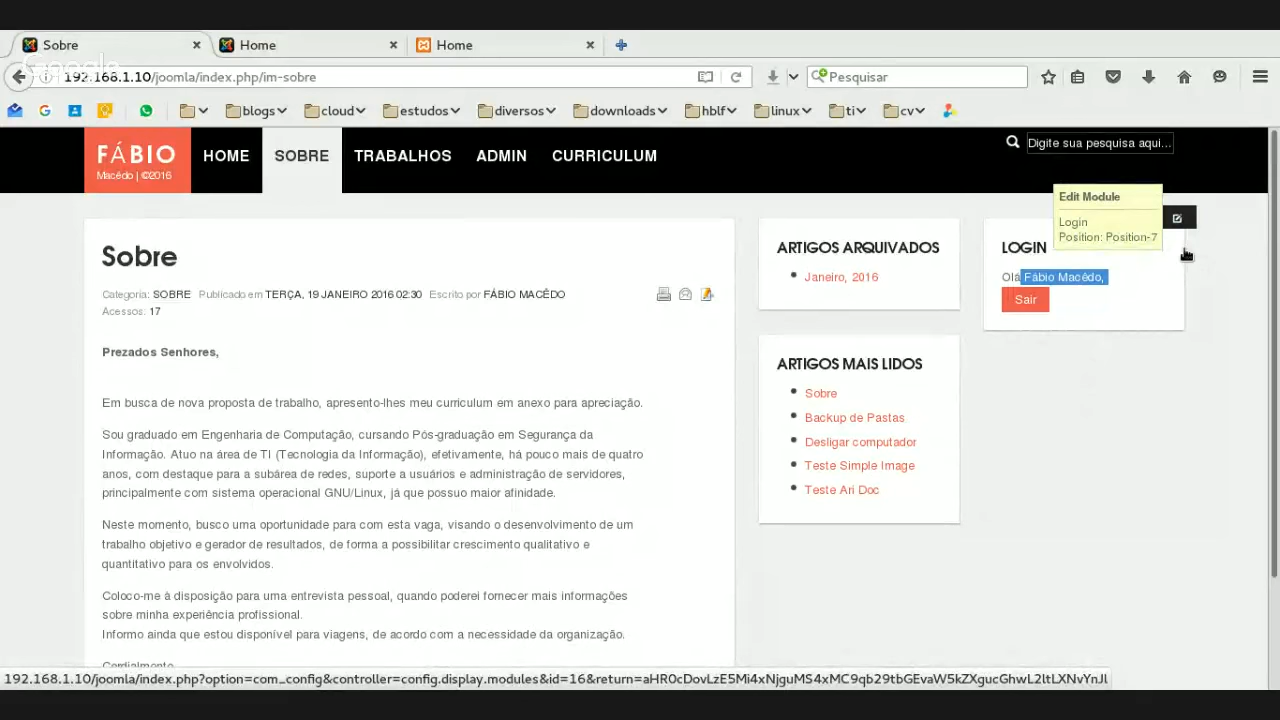 Sobre
Home
Home
Google
192.168.1.10/joomla/index.php/im-sobre
Pesquisar
blogs
cloud
estudos
diversos
downloads
hblf
linux
ti
cv
FÁBIO
Macêdo | ©2016
HOME
SOBRE
TRABALHOS
ADMIN
CURRICULUM
Digite sua pesquisa aqui...
Edit Module
Login
Position: Position-7
Sobre
Categoria: SOBRE Publicado em TERÇA, 19 JANEIRO 2016 02:30 Escrito por FÁBIO MACÊDO
Acessos: 17
Prezados Senhores,
Em busca de nova proposta de trabalho, apresento-lhes meu curriculum em anexo para apreciação.
Sou graduado em Engenharia de Computação, cursando Pós-graduação em Segurança da
Informação. Atuo na área de TI (Tecnologia da Informação), efetivamente, há pouco mais de quatro
anos, com destaque para a subárea de redes, suporte a usuários e administração de servidores,
principalmente com sistema operacional GNU/Linux, já que possuo maior afinidade.
Neste momento, busco uma oportunidade para com esta vaga, visando o desenvolvimento de um
trabalho objetivo e gerador de resultados, de forma a possibilitar crescimento qualitativo e
quantitativo para os envolvidos.
Coloco-me à disposição para uma entrevista pessoal, quando poderei fornecer mais informações
sobre minha experiência profissional.
Informo ainda que estou disponível para viagens, de acordo com a necessidade da organização.
Cordialmente
ARTIGOS ARQUIVADOS
Janeiro, 2016
ARTIGOS MAIS LIDOS
Sobre
Backup de Pastas
Desligar computador
Teste Simple Image
Teste Ari Doc
LOGIN
Olá Fábio Macêdo,
Sair
192.168.1.10/joomla/index.php?option=com_config&controller=config.display.modules&id=16&return=aHR0cDovLzE5Mi4xNjguMS4xMC9qb29tbGEvaW5kZXgucGhwL2ltLXNvYnJl